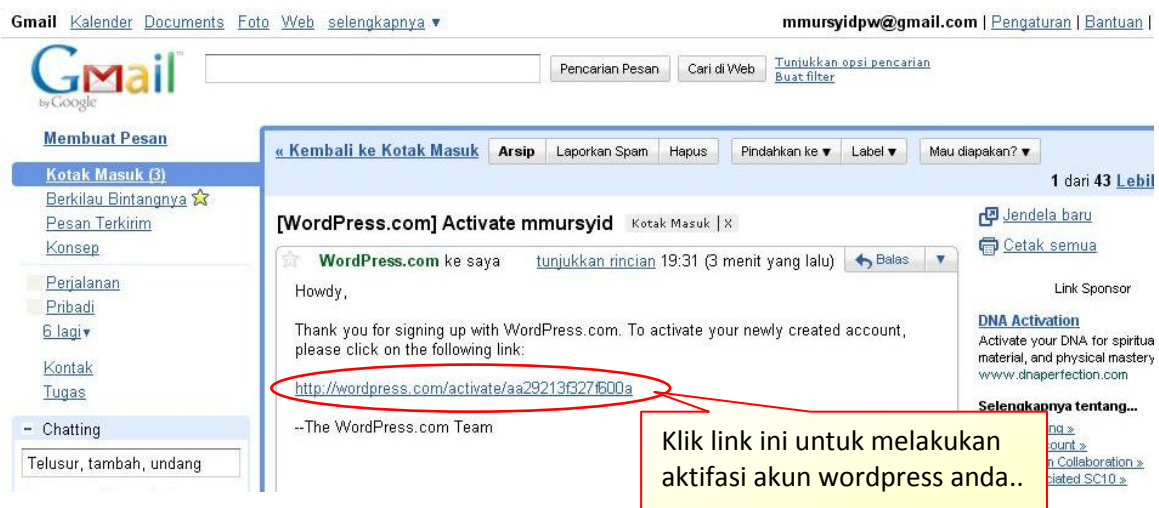 Gmail Kalender Documents Foto Web selengkapnya ▼ mmursyidpw@gmail.com | Pengaturan | Bantuan |
Gmail
by Google
Pencarian Pesan Cari di Web Tunjukkan opsi pencarian
Buat filter
Membuat Pesan
Kotak Masuk (3)
Berkilau Bintangnya
Pesan Terkirim
Konsep
Perjalanan
Pribadi
6 lagi▼
Kontak
Tugas
− Chatting
Telusur, tambah, undang
« Kembali ke Kotak Masuk Arsip Laporkan Spam Hapus Pindahkan ke ▼ Label ▼ Mau diapakan? ▼
1 dari 43 Lebih
[WordPress.com] Activate mmursyid Kotak Masuk | X
WordPress.com ke saya tunjukkan rincian 19:31 (3 menit yang lalu) Balas ▼
Howdy,
Thank you for signing up with WordPress.com. To activate your newly created account,
please click on the following link:
http://wordpress.com/activate/aa29213f327f600a
--The WordPress.com Team
Klik link ini untuk melakukan
aktifasi akun wordpress anda..
Jendela baru
Cetak semua
Link Sponsor
DNA Activation
Activate your DNA for spiritua
material, and physical mastery
www.dnaperfection.com
Selengkapnya tentang...
Collaboration »
SC10 »